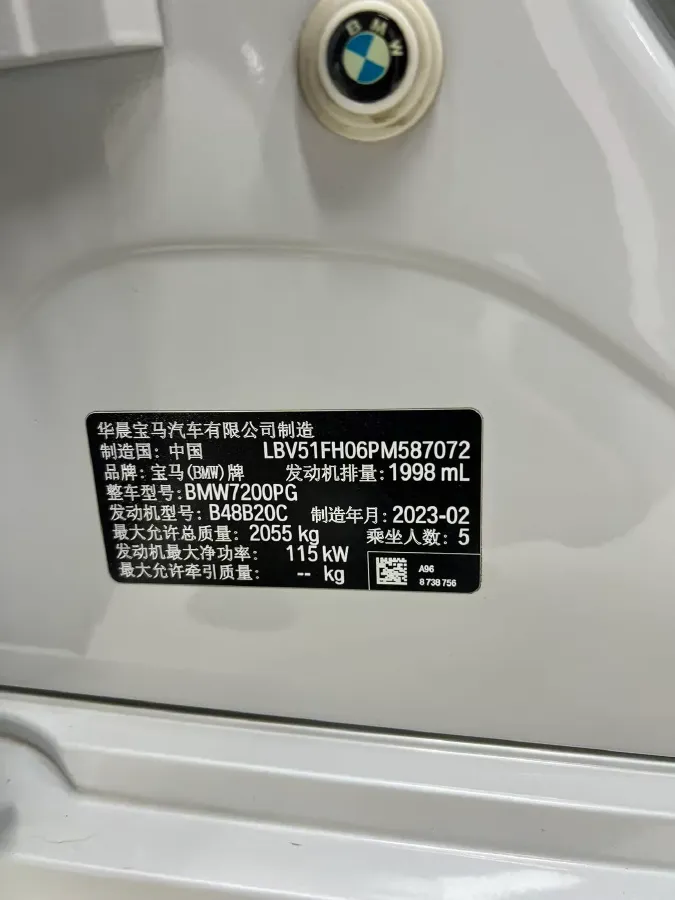 BMW
华晨宝马汽车有限公司制造
制造国：中国 LBV51FH06PM587072
品牌：宝马(BMW)牌 发动机排量：1998 mL
整车型号：BMW7200PG
发动机型号：B48B20C 制造年月：2023-02
最大允许总质量：2055 kg 乘坐人数：5
发动机最大净功率： 115 kW
最大允许牵引质量： -- kg
A96
8 738 756